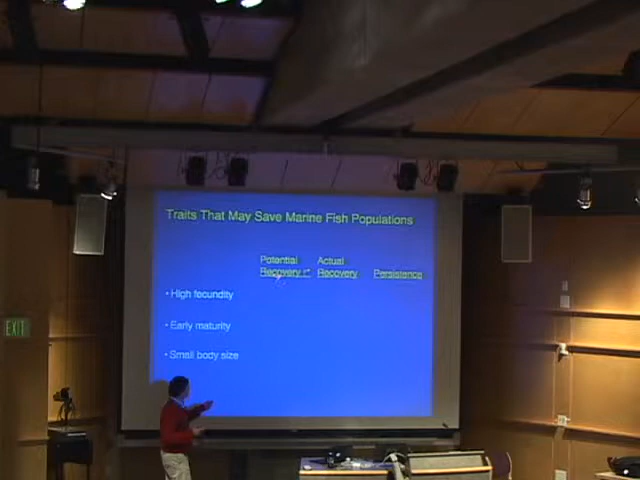 Traits That May Save Marine Fish Populations
Potential Actual
Recovery r* Recovery Persistence
• High fecundity
• Early maturity
• Small body size
EXIT